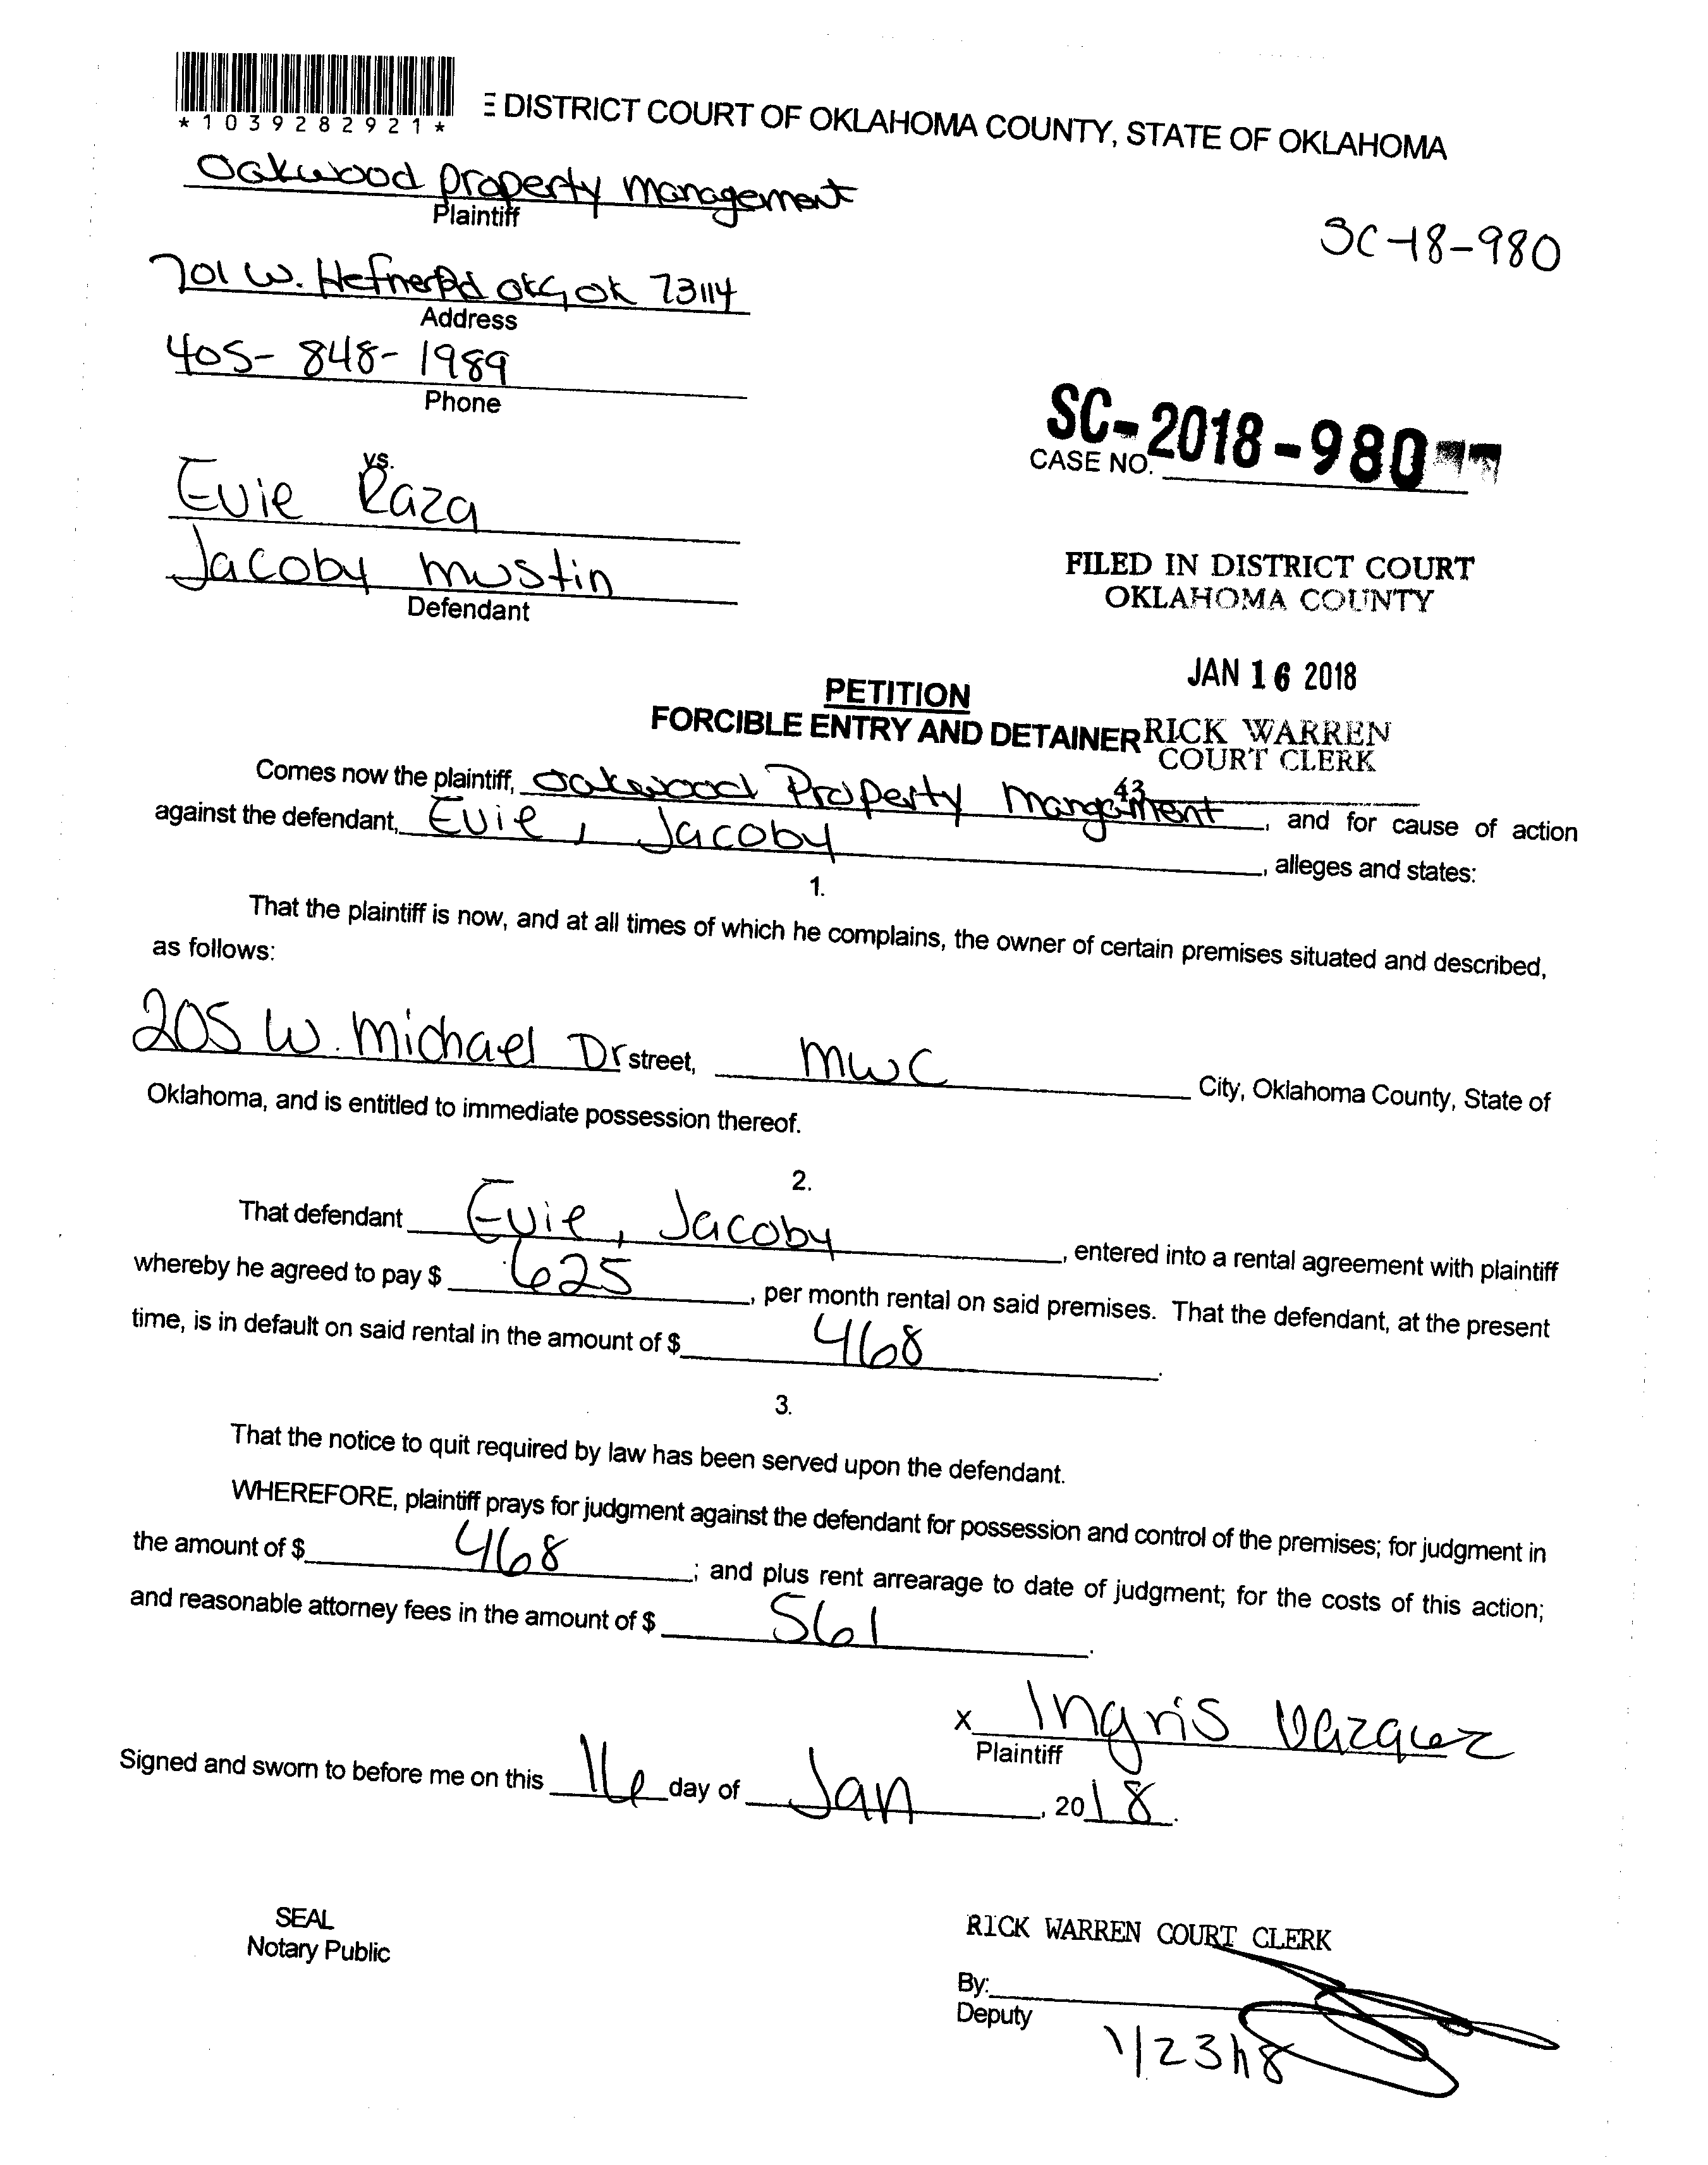 *1039282921*
E DISTRICT COURT OF OKLAHOMA COUNTY, STATE OF OKLAHOMA
Oakwood property management
Plaintiff
SC-18-980
701 W. Hefner Rd OKC, OK 73114
Address
405-848-1989
Phone
SC-2018-980
CASE NO.
vs.
Evie Raza
Jacoby Mustin
Defendant
FILED IN DISTRICT COURT
OKLAHOMA COUNTY
JAN 16 2018
PETITION
FORCIBLE ENTRY AND DETAINER
RICK WARREN
COURT CLERK
43
Comes now the plaintiff, Oakwood Property Mangament, and for cause of action
against the defendant, Evie, Jacoby, alleges and states:
1.
That the plaintiff is now, and at all times of which he complains, the owner of certain premises situated and described,
as follows:
205 W. Michael Dr street, MWC City, Oklahoma County, State of
Oklahoma, and is entitled to immediate possession thereof.
2.
That defendant Evie, Jacoby, entered into a rental agreement with plaintiff
whereby he agreed to pay $ 625, per month rental on said premises. That the defendant, at the present
time, is in default on said rental in the amount of $ 468.
3.
That the notice to quit required by law has been served upon the defendant.
WHEREFORE, plaintiff prays for judgment against the defendant for possession and control of the premises; for judgment in
the amount of $ 468; and plus rent arrearage to date of judgment; for the costs of this action;
and reasonable attorney fees in the amount of $ 561.
x Ingris Vazquez
Plaintiff
Signed and sworn to before me on this 16 day of Jan, 2018.
SEAL
Notary Public
RICK WARREN COURT CLERK
By:
Deputy
1/23/18